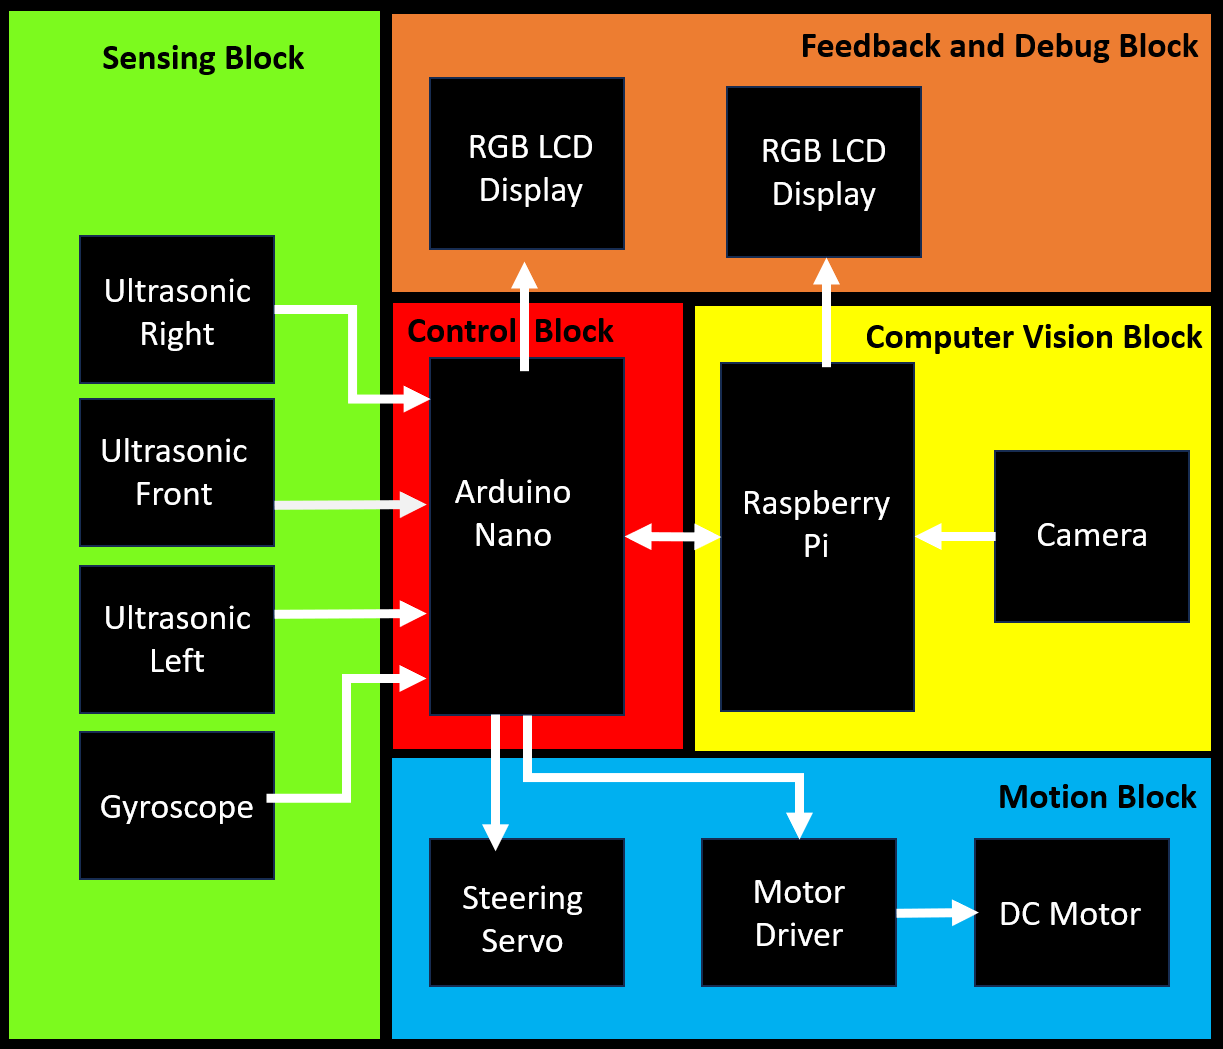 Sensing Block
Ultrasonic
Right
Ultrasonic
Front
Ultrasonic
Left
Gyroscope
Feedback and Debug Block
RGB LCD
Display
RGB LCD
Display
Control Block
Arduino
Nano
Computer Vision Block
Raspberry
Pi
Camera
Motion Block
Steering
Servo
Motor
Driver
DC Motor